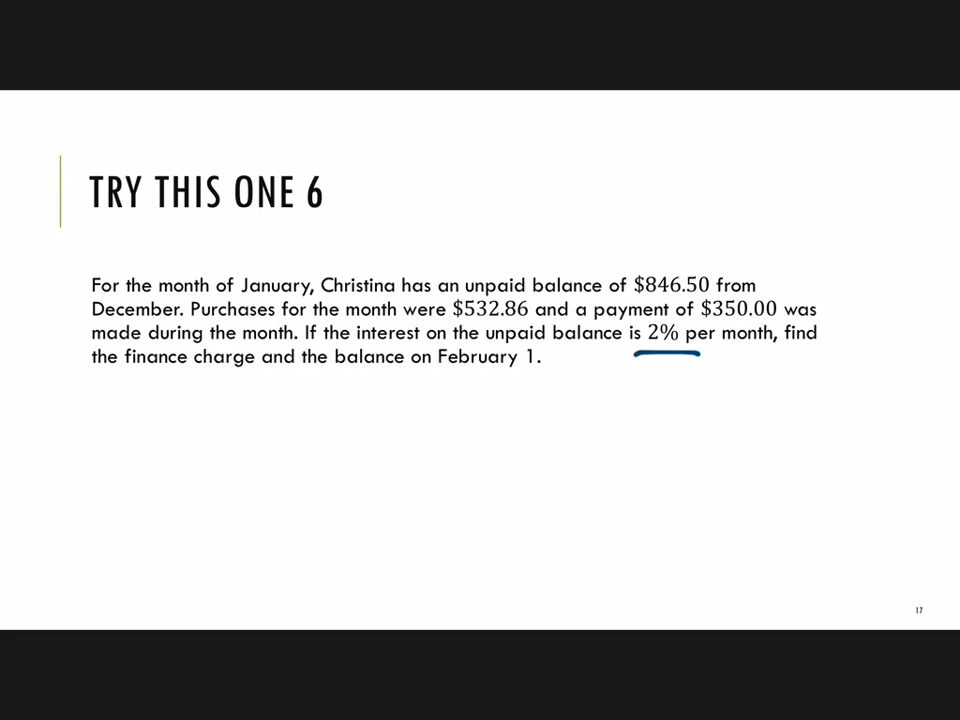 TRY THIS ONE 6
For the month of January, Christina has an unpaid balance of $846.50 from
December. Purchases for the month were $532.86 and a payment of $350.00 was
made during the month. If the interest on the unpaid balance is 2% per month, find
the finance charge and the balance on February 1.
17